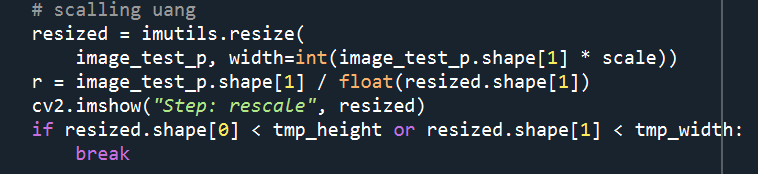 # scalling uang
resized = imutils.resize(
    image_test_p, width=int(image_test_p.shape[1] * scale))
r = image_test_p.shape[1] / float(resized.shape[1])
cv2.imshow("Step: rescale", resized)
if resized.shape[0] < tmp_height or resized.shape[1] < tmp_width:
    break